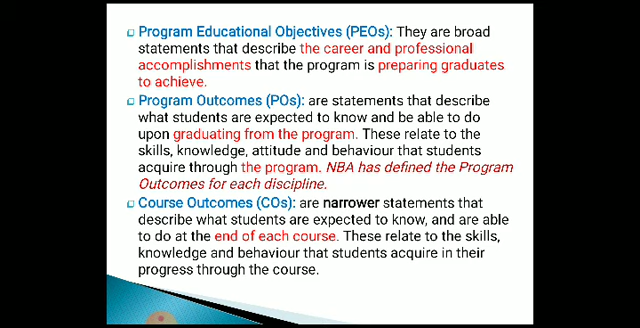 Program Educational Objectives (PEOs): They are broad
statements that describe the career and professional
accomplishments that the program is preparing graduates
to achieve.
Program Outcomes (POs): are statements that describe
what students are expected to know and be able to do
upon graduating from the program. These relate to the
skills, knowledge, attitude and behaviour that students
acquire through the program. NBA has defined the Program
Outcomes for each discipline.
Course Outcomes (COs): are narrower statements that
describe what students are expected to know, and are able
to do at the end of each course. These relate to the skills,
knowledge and behaviour that students acquire in their
progress through the course.